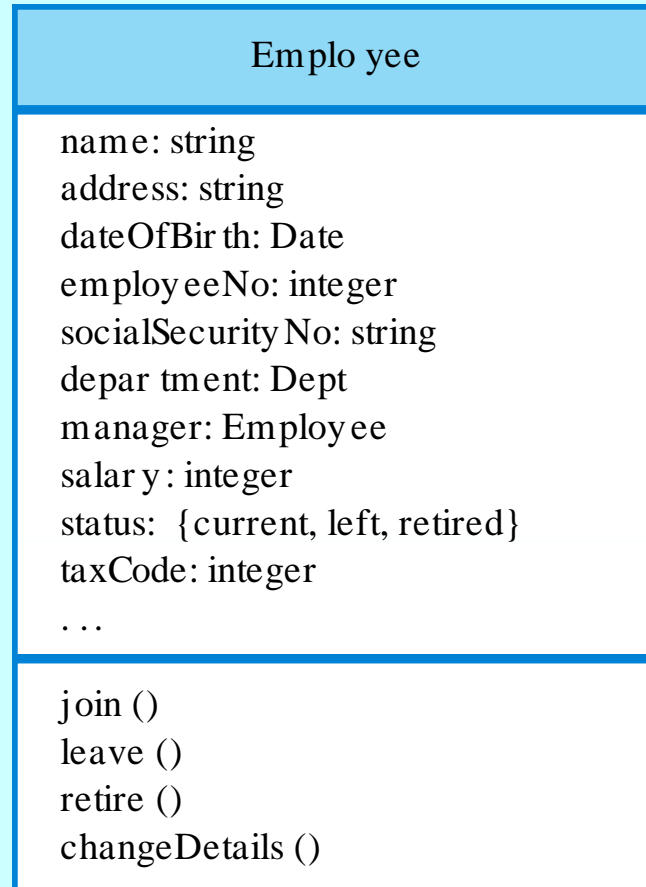 Employee
name: string
address: string
dateOfBirth: Date
employeeNo: integer
socialSecurityNo: string
department: Dept
manager: Employee
salary: integer
status: {current, left, retired}
taxCode: integer
. . .
join ()
leave ()
retire ()
changeDetails ()